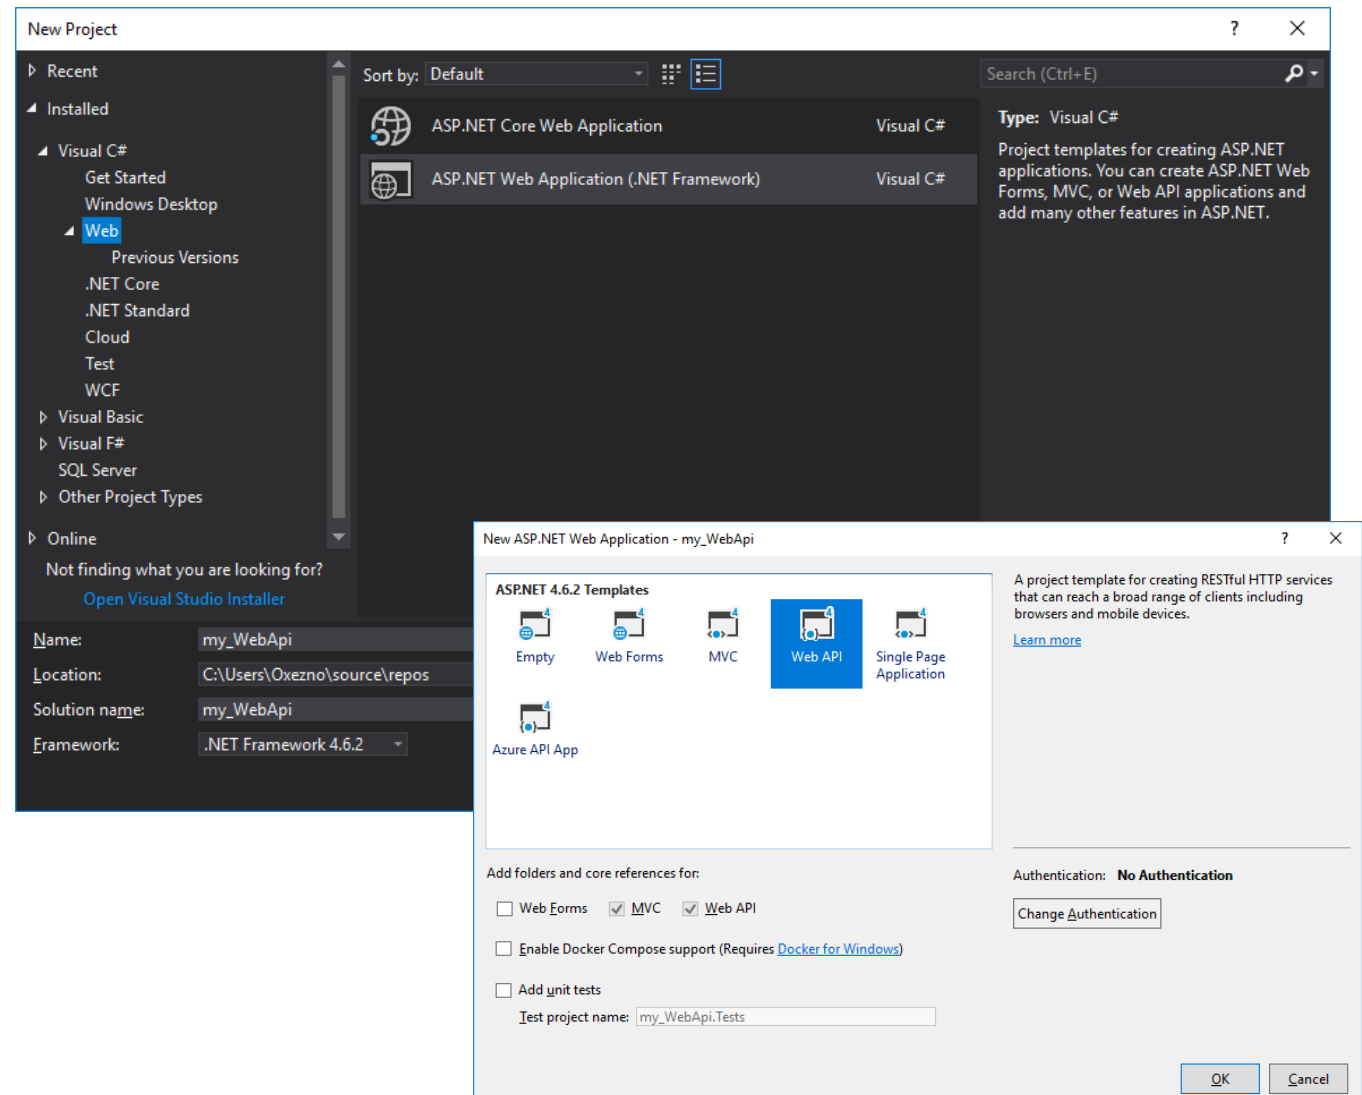 New Project
?
Recent
Installed
Visual C#
Get Started
Windows Desktop
Web
Previous Versions
.NET Core
.NET Standard
Cloud
Test
WCF
Visual Basic
Visual F#
SQL Server
Other Project Types
Online
Not finding what you are looking for?
Open Visual Studio Installer
Sort by: Default
ASP.NET Core Web Application Visual C#
ASP.NET Web Application (.NET Framework) Visual C#
Search (Ctrl+E)
Type: Visual C#
Project templates for creating ASP.NET
applications. You can create ASP.NET Web
Forms, MVC, or Web API applications and
add many other features in ASP.NET.
Name: my_WebApi
Location: C:\Users\Oxezno\source\repos
Solution name: my_WebApi
Framework: .NET Framework 4.6.2
New ASP.NET Web Application - my_WebApi
?
ASP.NET 4.6.2 Templates
4 4 4 4 4
Empty Web Forms MVC Web API Single Page
Application
4
Azure API App
A project template for creating RESTful HTTP services
that can reach a broad range of clients including
browsers and mobile devices.
Learn more
Add folders and core references for:
Web Forms MVC Web API
Enable Docker Compose support (Requires Docker for Windows)
Add unit tests
Test project name: my_WebApi.Tests
Authentication: No Authentication
Change Authentication
OK Cancel